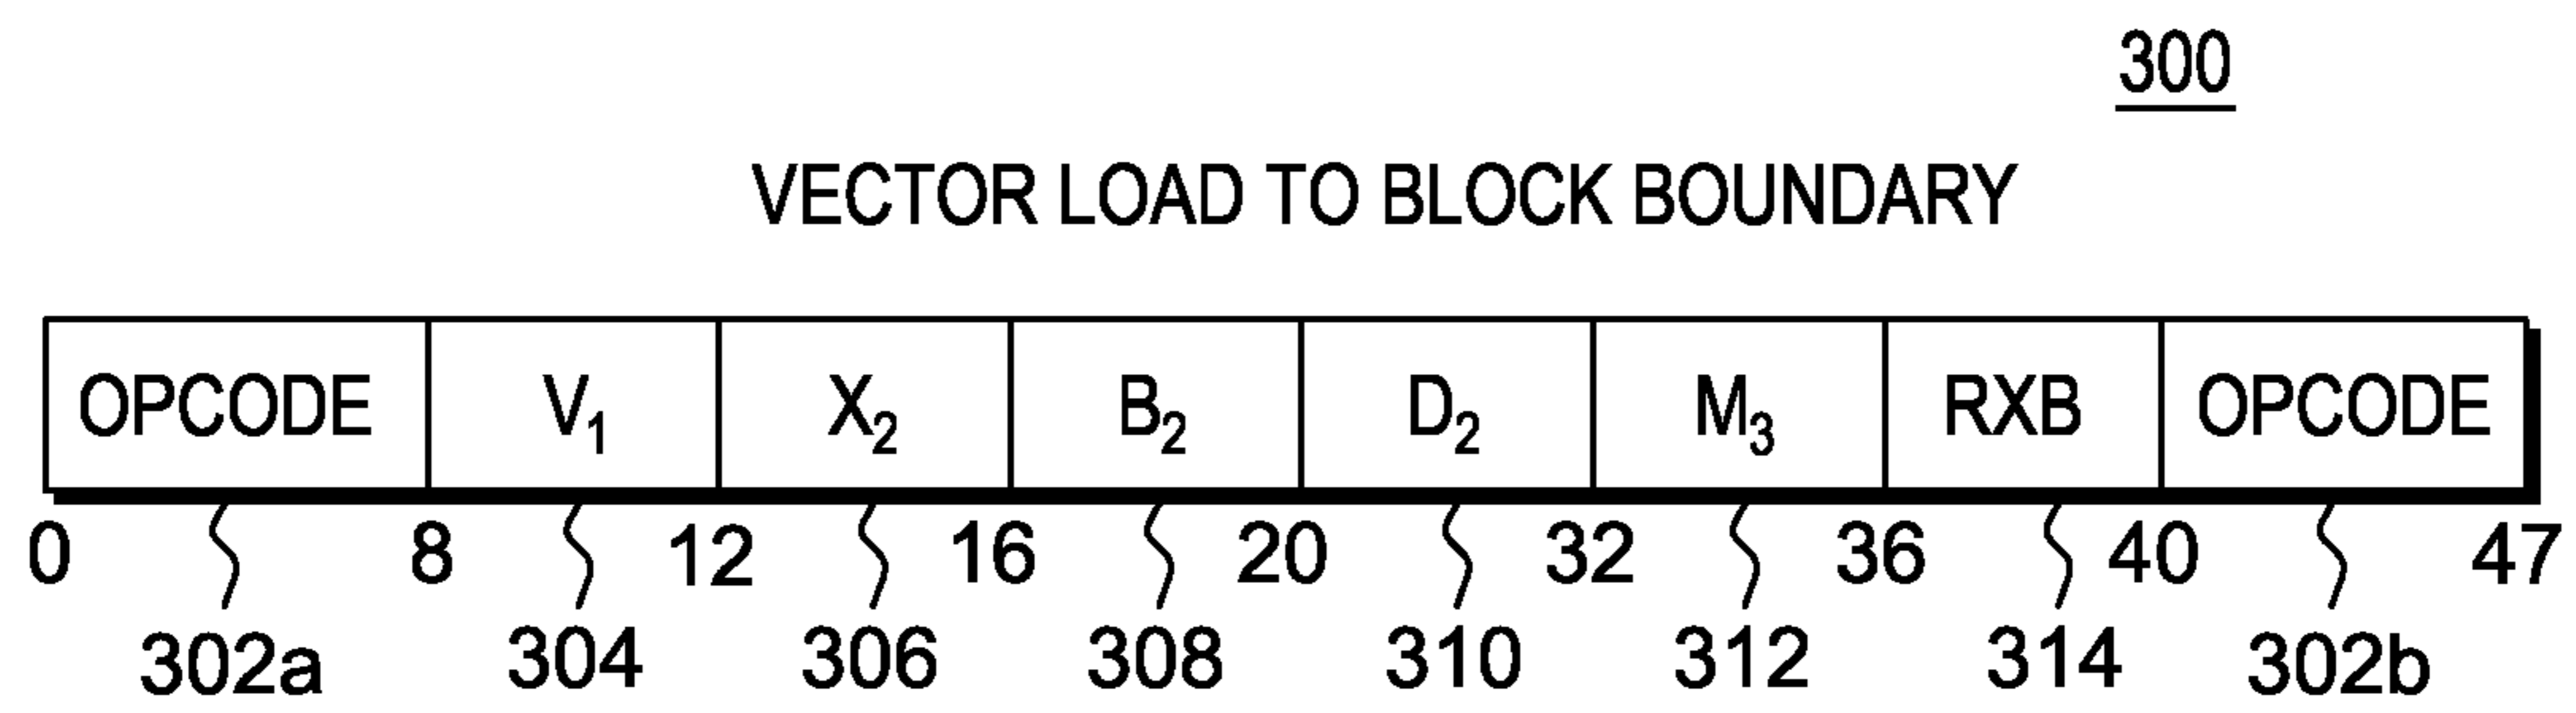 300
VECTOR LOAD TO BLOCK BOUNDARY
OPCODE V₁ X₂ B₂ D₂ M₃ RXB OPCODE
0 8 12 16 20 32 36 40 47
302a 304 306 308 310 312 314 302b